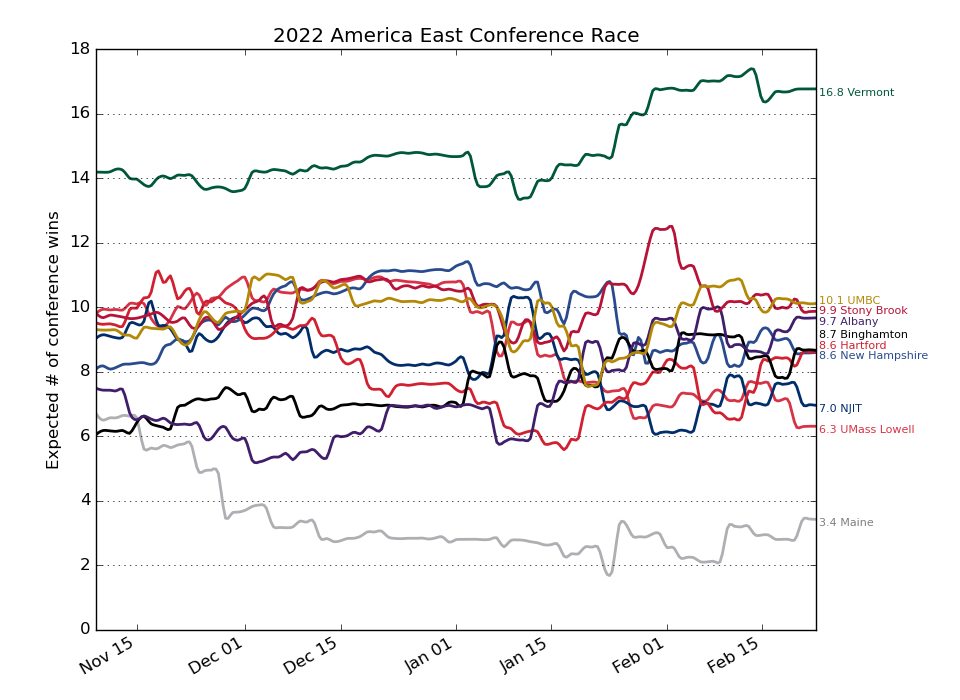 2022 America East Conference Race
Expected # of conference wins
18
16
14
12
10
8
6
4
2
0
Nov 15
Dec 01
Dec 15
Jan 01
Jan 15
Feb 01
Feb 15
16.8 Vermont
10.1 UMBC
9.9 Stony Brook
9.7 Albany
8.7 Binghamton
8.6 Hartford
8.6 New Hampshire
7.0 NJIT
6.3 UMass Lowell
3.4 Maine